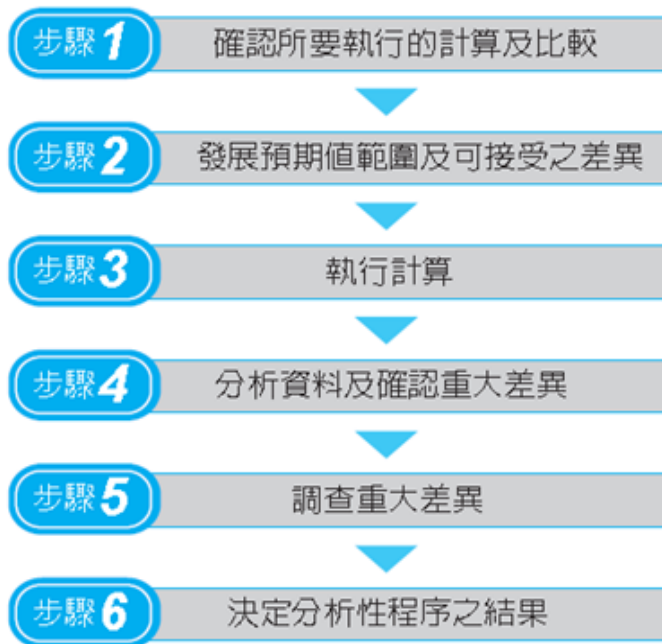 步驟1 確認所要執行的計算及比較
步驟2 發展預期值範圍及可接受之差異
步驟3 執行計算
步驟4 分析資料及確認重大差異
步驟5 調查重大差異
步驟6 決定分析性程序之結果